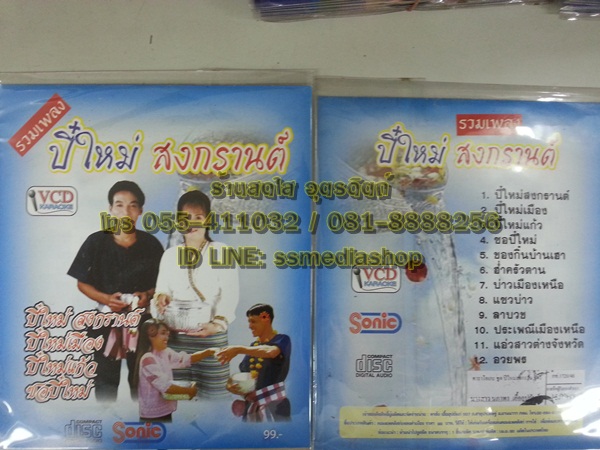 รวมเพลง
ปี๋ใหม่ สงกรานต์
VCD
KARAOKE
ปี๋ใหม่ สงกรานต์
ปี๋ใหม่เมือง
ปี๋ใหม่แก้ว
ซอปี๋ใหม่
COMPACT
disc
Sonic
99.-
รวมเพลง
ปี๋ใหม่ สงกรานต์
VCD
KARAOKE
Sonic
COMPACT
disc
DIGITAL AUDIO
1. ปี๋ใหม่สงกรานต์
2. ปี๋ใหม่เมือง
3. ปี๋ใหม่แก้ว
4. ซอปี๋ใหม่
5. ของกิ๋นบ้านเฮา
6. ฮ่ำครัวตาน
7. บ่าวเมืองเหนือ
8. แซวบ่าว
9. ลาบวช
10. ประเพณีเมืองเหนือ
11. แอ่วสาวต่างจังหวัด
12. อวยพร
ร้านสดใส อุตรดิตถ์
โทร 055-411032 / 081-8888256
ID LINE: ssmediashop